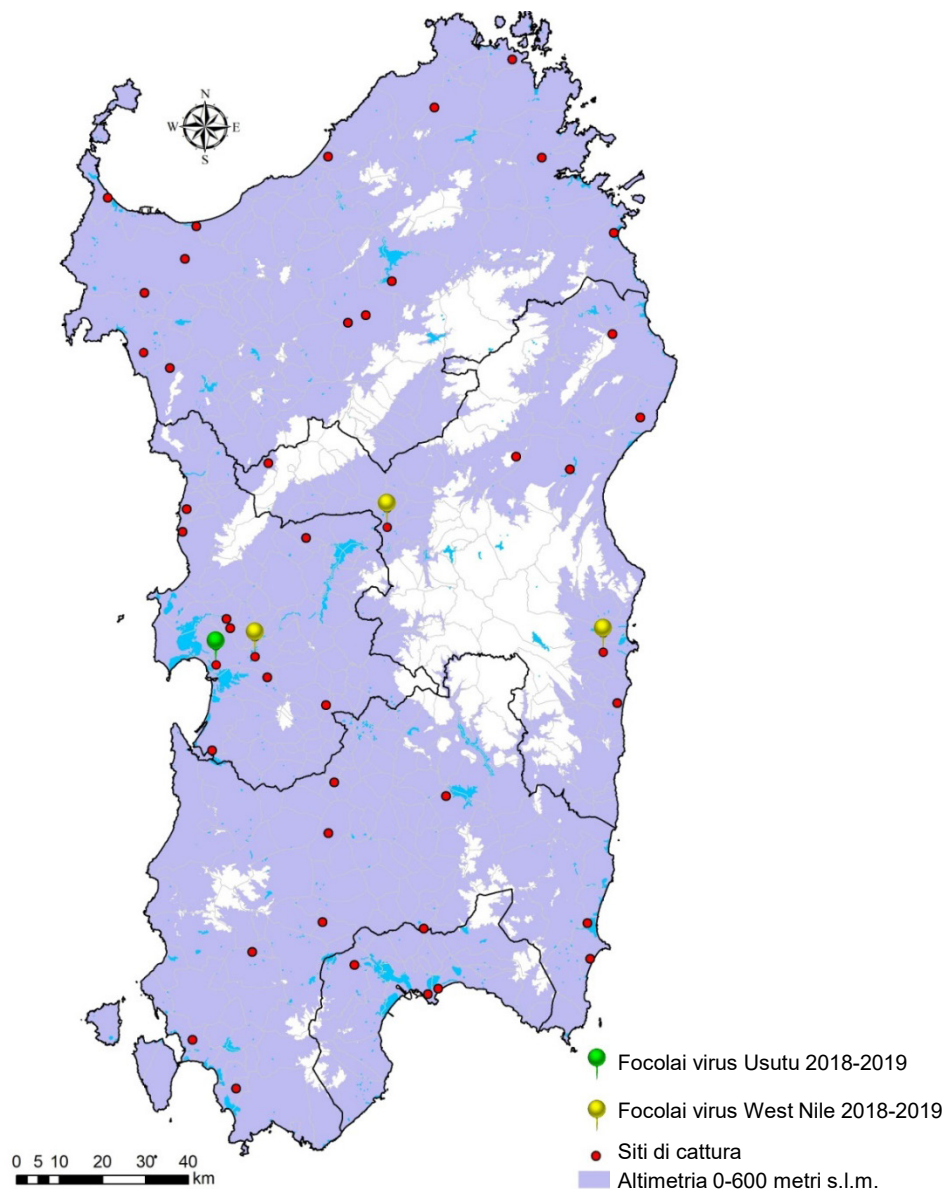 N
W E
S
Focolai virus Usutu 2018-2019
Focolai virus West Nile 2018-2019
Siti di cattura
Altimetria 0-600 metri s.l.m.
0 5 10 20 30 40
km